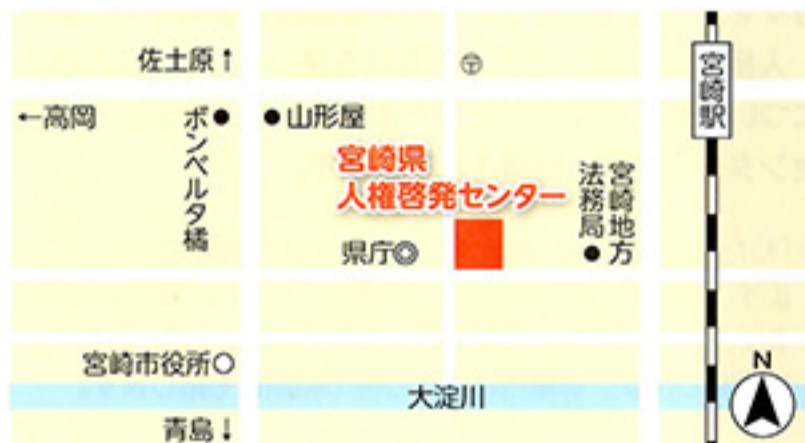 佐土原↑
〒
宮崎駅
←高岡
ボンベルタ橘
山形屋
宮崎県
人権啓発センター
宮崎地方
法務局
県庁
宮崎市役所
大淀川
青島↓
N